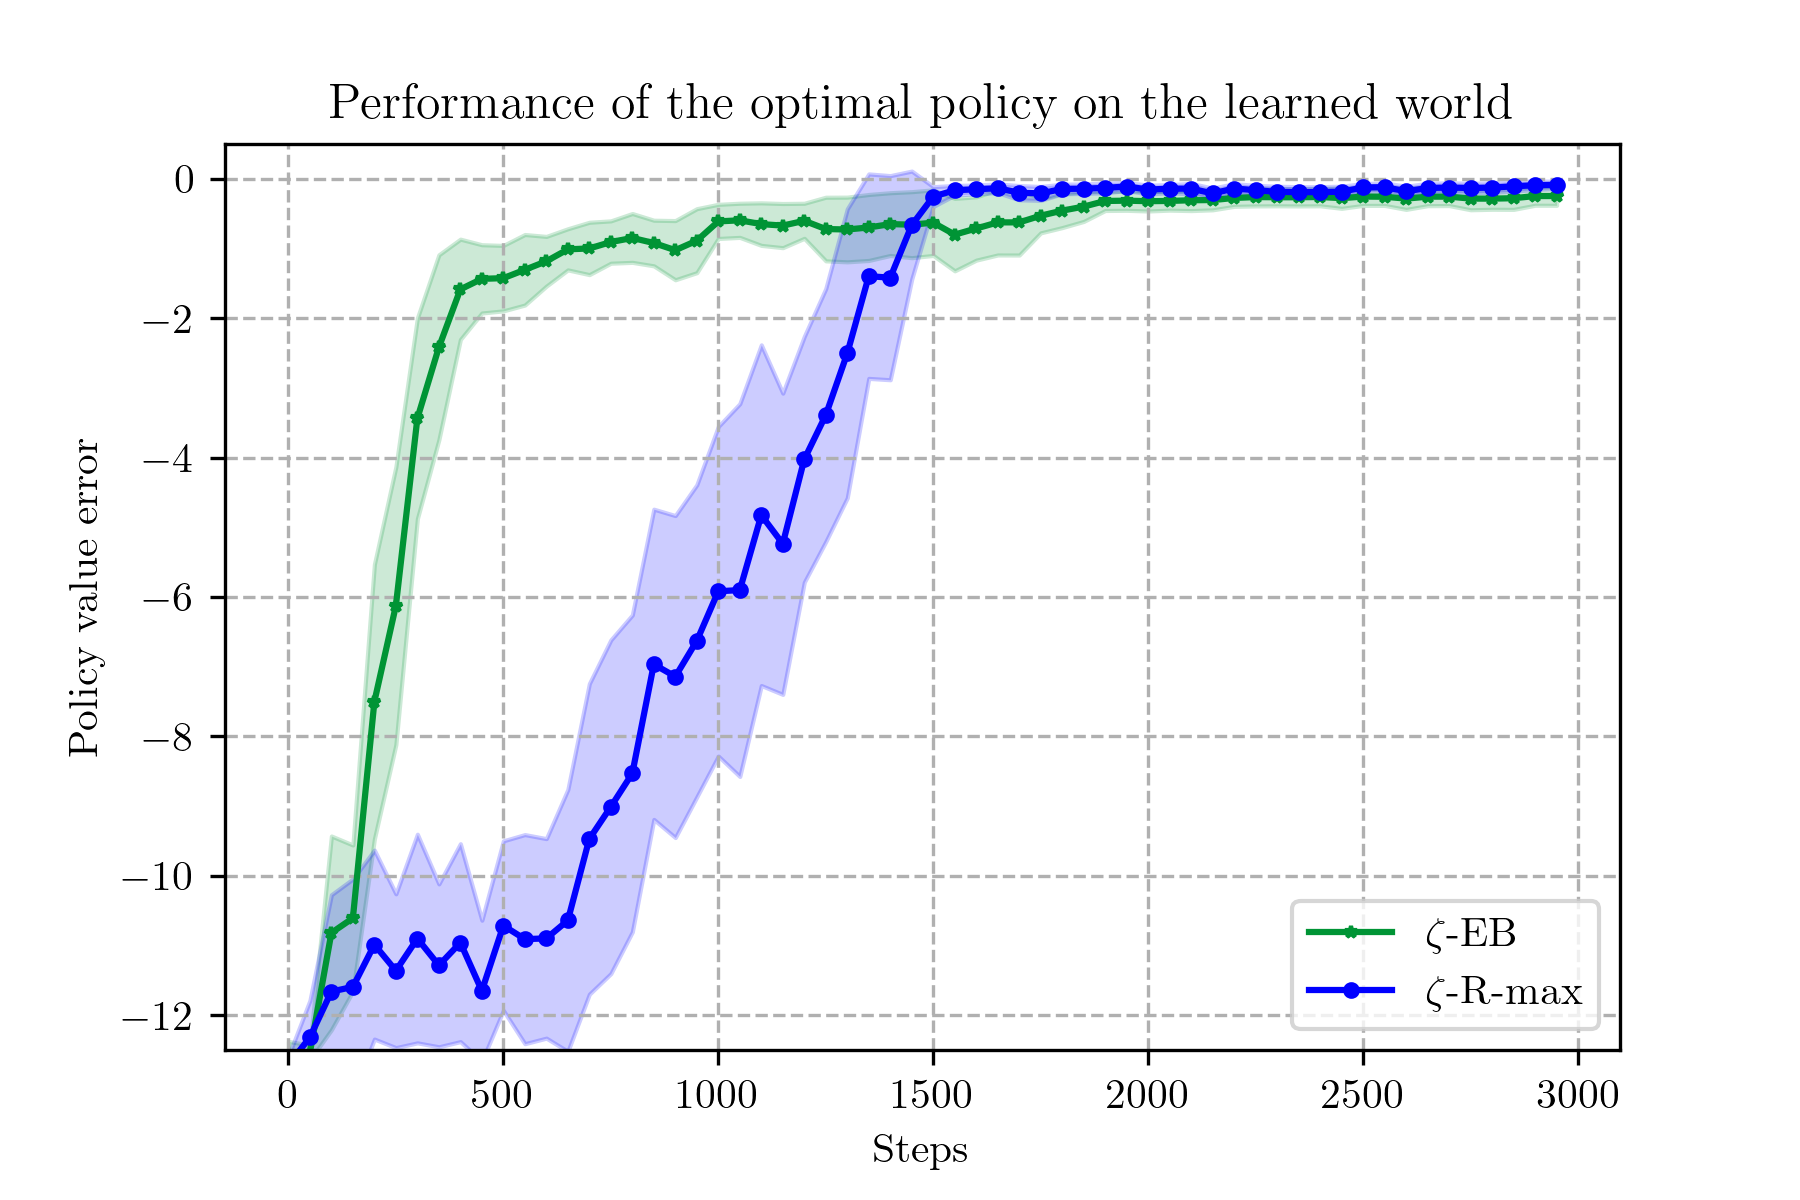 Performance of the optimal policy on the learned world
Policy value error
0
−2
−4
−6
−8
−10
−12
0 500 1000 1500 2000 2500 3000
Steps
ζ-EB
ζ-R-max